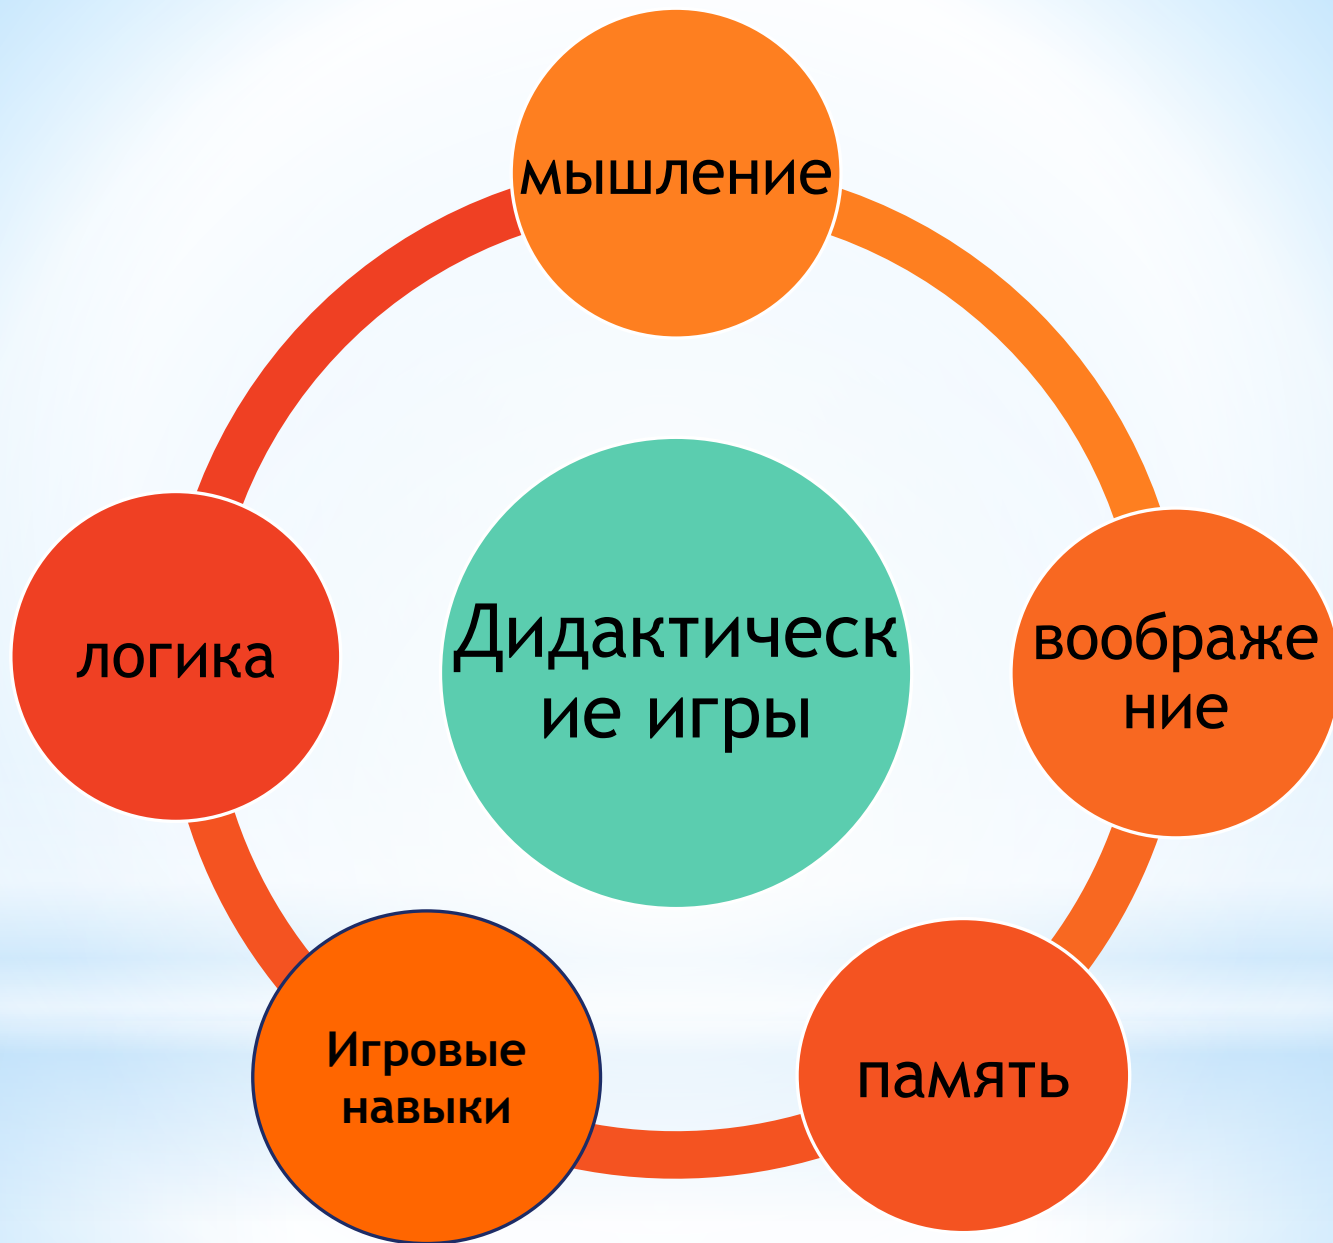 мышление
логика
Дидактическ
ие игры
воображе
ние
Игровые
навыки
память